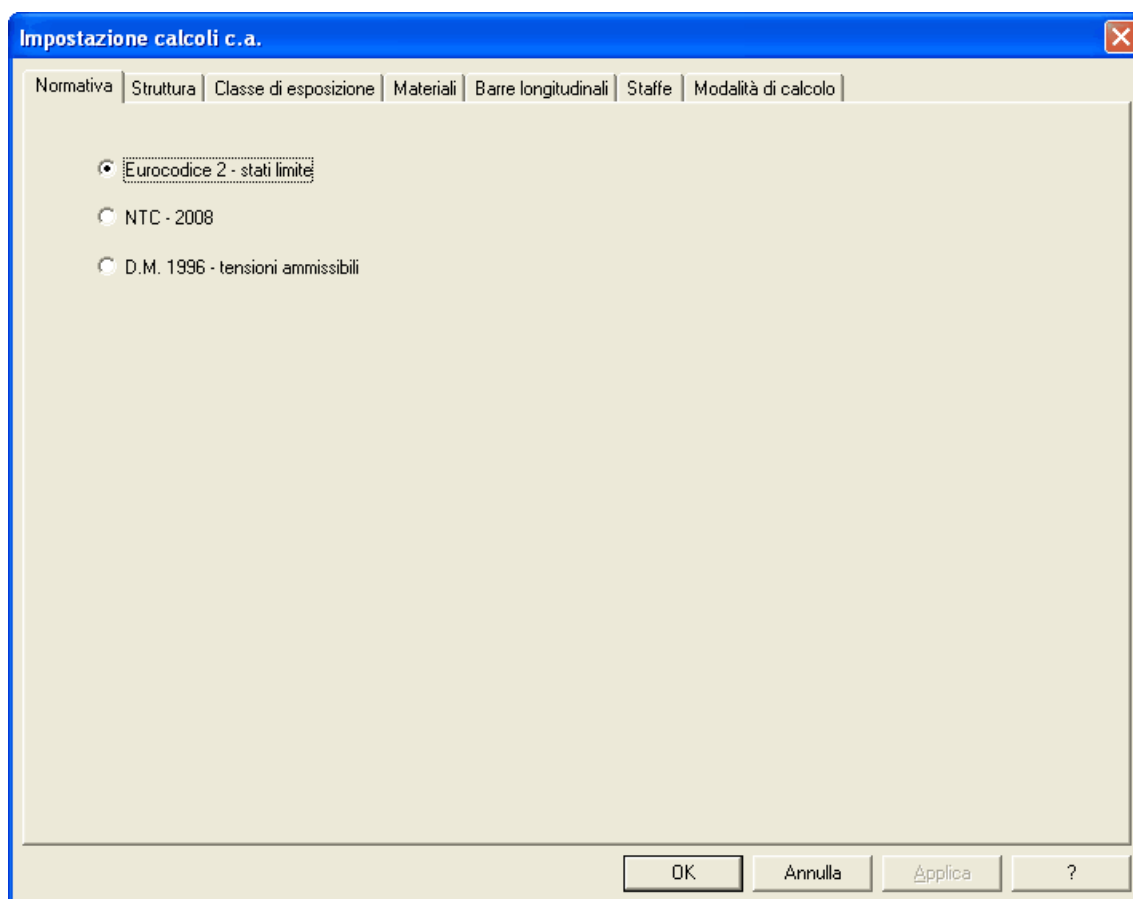 Impostazione calcoli c.a.
Normativa Struttura Classe di esposizione Materiali Barre longitudinali Staffe Modalità di calcolo
Eurocodice 2 - stati limite
NTC - 2008
D.M. 1996 - tensioni ammissibili
OK Annulla Applica ?